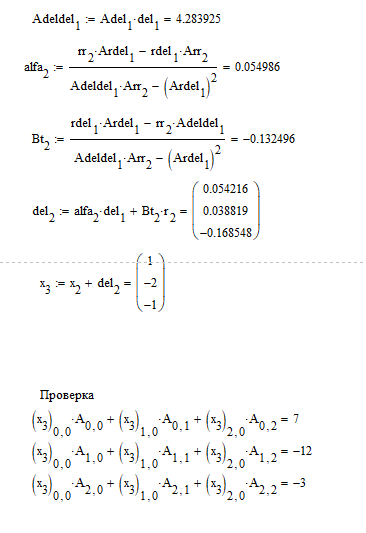 Adeldel₁ := Adel₁·del₁ = 4.283925
alfa₂ := (rr₂·Ardel₁ − rdel₁·Arr₂) / (Adeldel₁·Arr₂ − (Ardel₁)²) = 0.054986
Bt₂ := (rdel₁·Ardel₁ − rr₂·Adeldel₁) / (Adeldel₁·Arr₂ − (Ardel₁)²) = −0.132496
del₂ := alfa₂·del₁ + Bt₂·r₂ = (0.054216
0.038819
−0.168548)
x₃ := x₂ + del₂ = (1
−2
−1)
Проверка
(x₃)₀,₀·A₀,₀ + (x₃)₁,₀·A₀,₁ + (x₃)₂,₀·A₀,₂ = 7
(x₃)₀,₀·A₁,₀ + (x₃)₁,₀·A₁,₁ + (x₃)₂,₀·A₁,₂ = −12
(x₃)₀,₀·A₂,₀ + (x₃)₁,₀·A₂,₁ + (x₃)₂,₀·A₂,₂ = −3